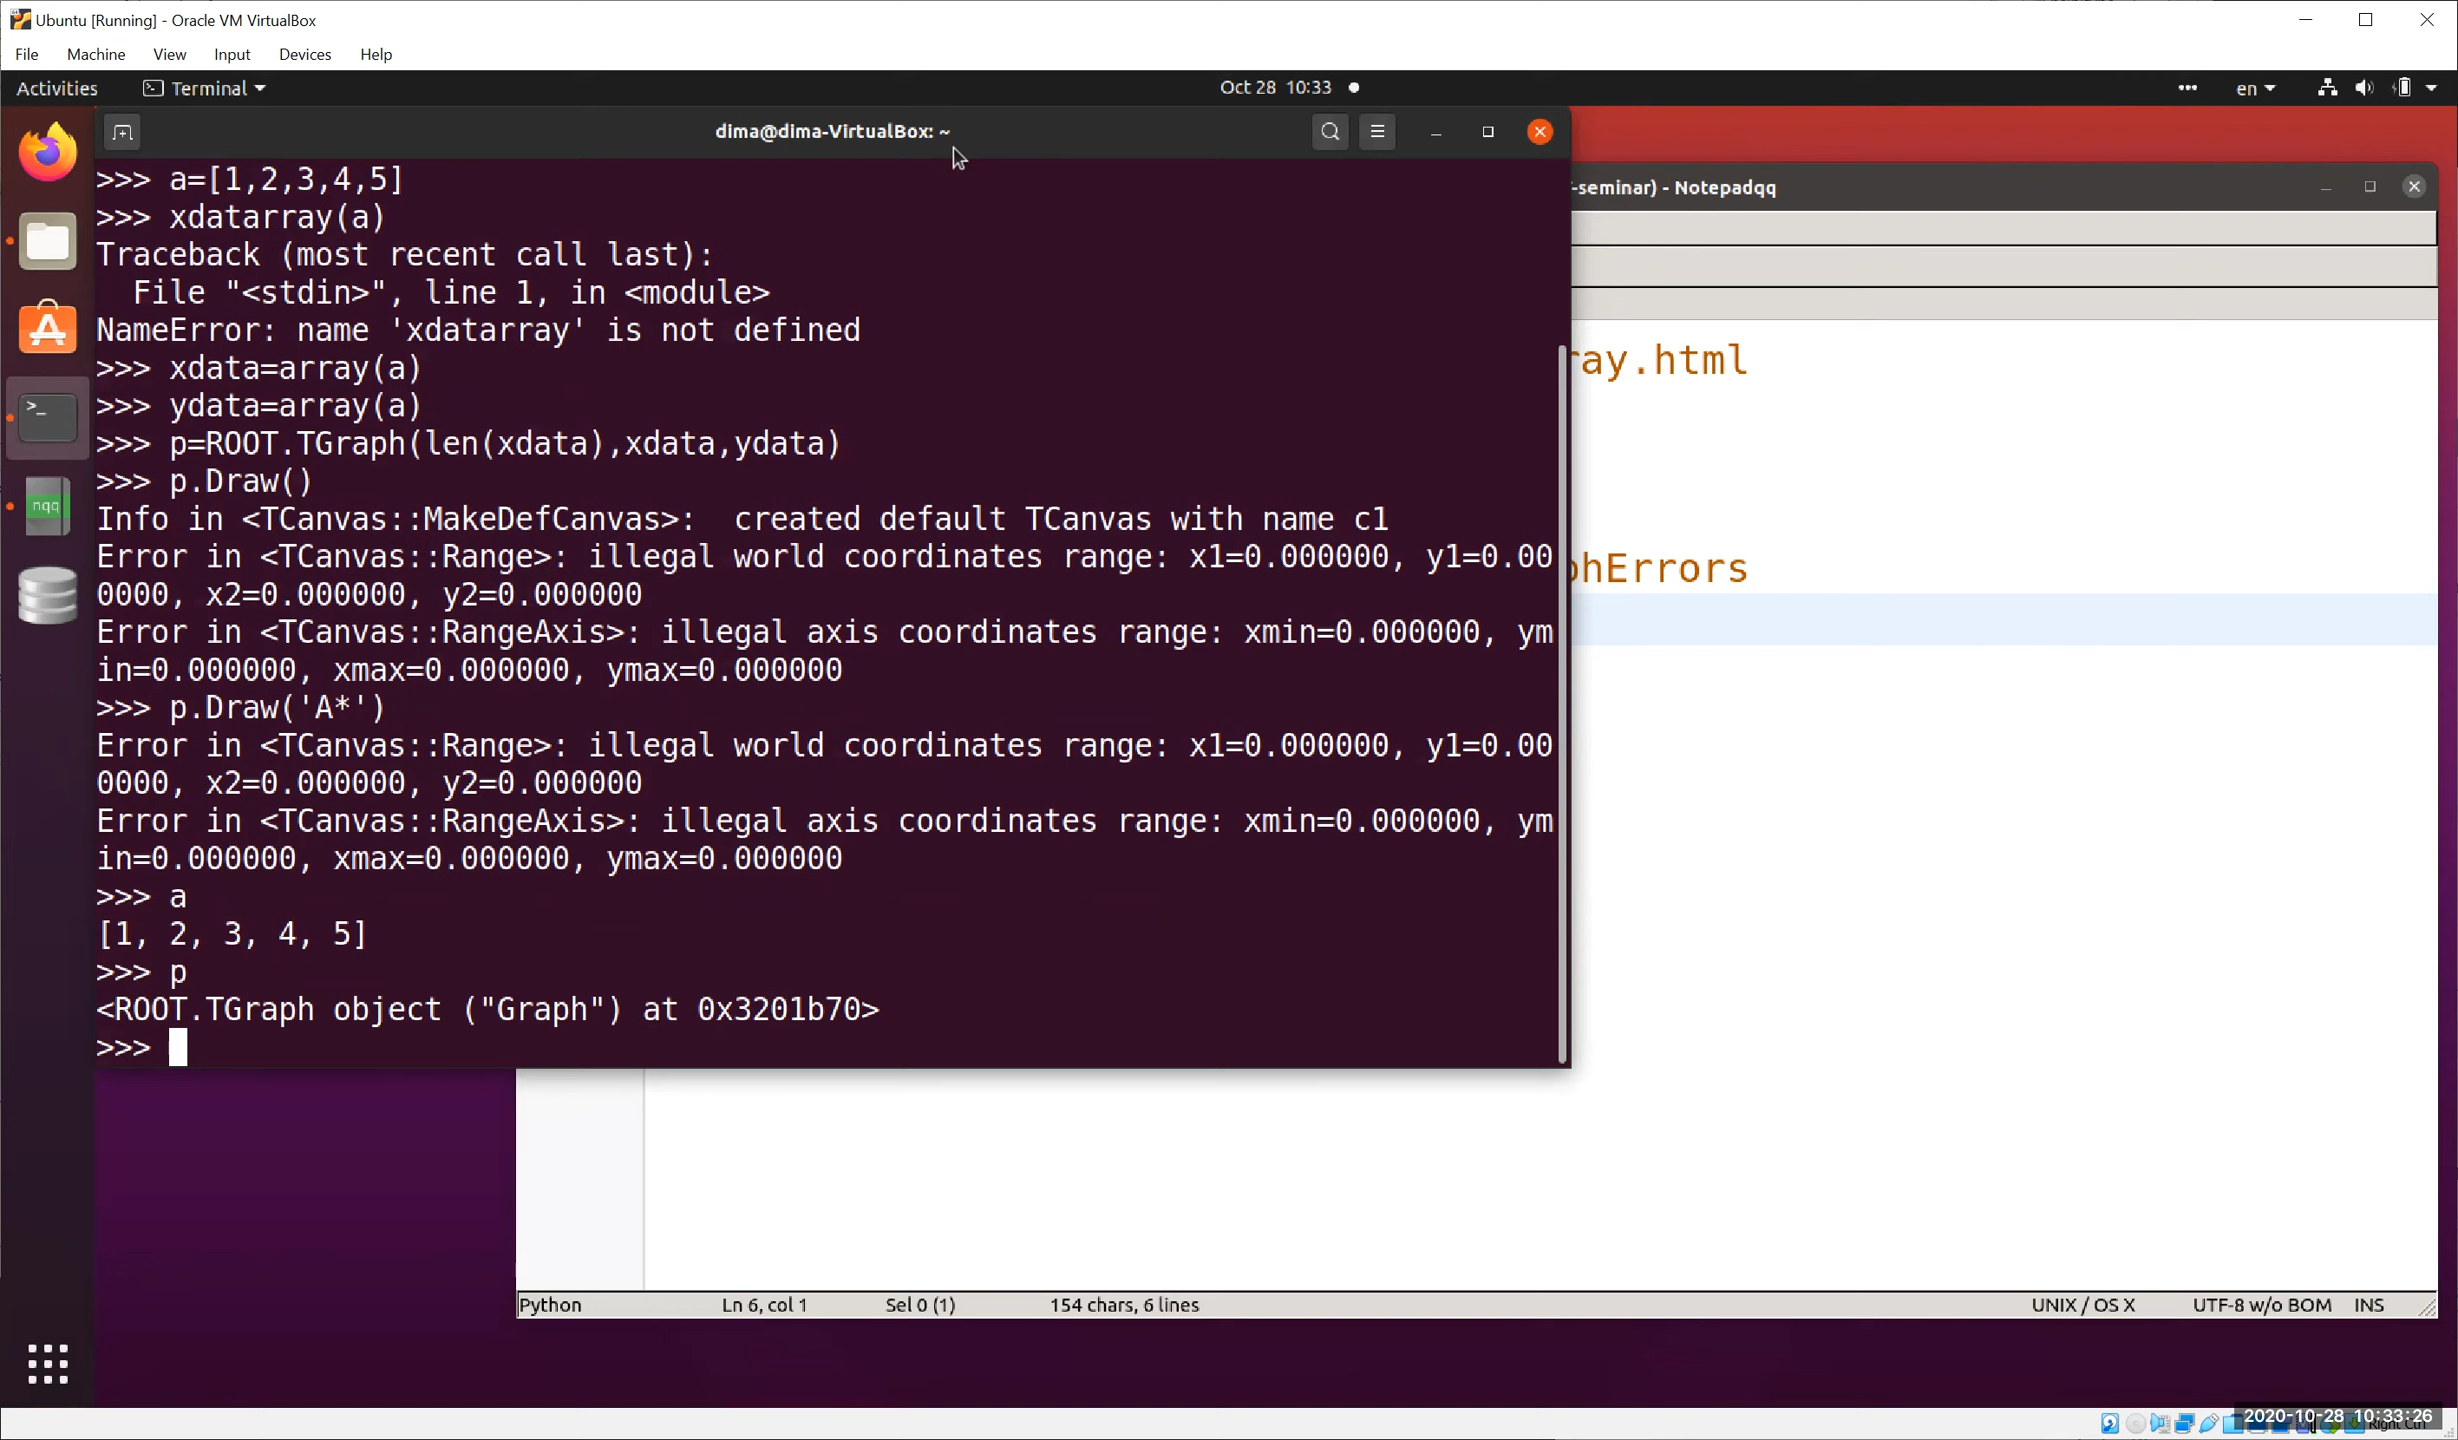 Ubuntu [Running] - Oracle VM VirtualBox
File Machine View Input Devices Help
Activities Terminal Oct 28 10:33 en
dima@dima-VirtualBox: ~
>>> a=[1,2,3,4,5]
>>> xdatarray(a)
Traceback (most recent call last):
  File "<stdin>", line 1, in <module>
NameError: name 'xdatarray' is not defined
>>> xdata=array(a)
>>> ydata=array(a)
>>> p=ROOT.TGraph(len(xdata),xdata,ydata)
>>> p.Draw()
Info in <TCanvas::MakeDefCanvas>:  created default TCanvas with name c1
Error in <TCanvas::Range>: illegal world coordinates range: x1=0.000000, y1=0.00
0000, x2=0.000000, y2=0.000000
Error in <TCanvas::RangeAxis>: illegal axis coordinates range: xmin=0.000000, ym
in=0.000000, xmax=0.000000, ymax=0.000000
>>> p.Draw('A*')
Error in <TCanvas::Range>: illegal world coordinates range: x1=0.000000, y1=0.00
0000, x2=0.000000, y2=0.000000
Error in <TCanvas::RangeAxis>: illegal axis coordinates range: xmin=0.000000, ym
in=0.000000, xmax=0.000000, ymax=0.000000
>>> a
[1, 2, 3, 4, 5]
>>> p
<ROOT.TGraph object ("Graph") at 0x3201b70>
>>>
-seminar) - Notepadqq
ray.html
hErrors
nqq
Python Ln 6, col 1 Sel 0 (1) 154 chars, 6 lines UNIX / OS X UTF-8 w/o BOM INS
2020-10-28 10:33:26
Right Ctrl